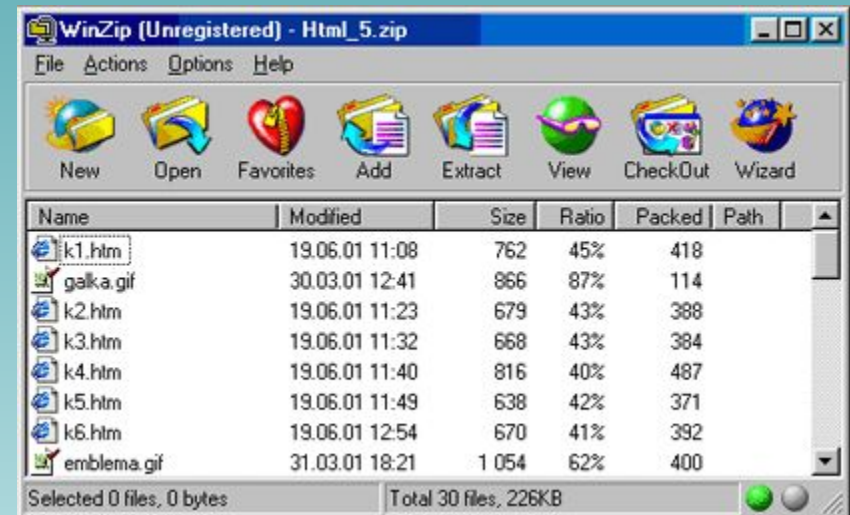 WinZip (Unregistered) - Html_5.zip
File Actions Options Help
New Open Favorites Add Extract View CheckOut Wizard
Name Modified Size Ratio Packed Path
k1.htm 19.06.01 11:08 762 45% 418
galka.gif 30.03.01 12:41 866 87% 114
k2.htm 19.06.01 11:23 679 43% 388
k3.htm 19.06.01 11:32 668 43% 384
k4.htm 19.06.01 11:40 816 40% 487
k5.htm 19.06.01 11:49 638 42% 371
k6.htm 19.06.01 12:54 670 41% 392
emblema.gif 31.03.01 18:21 1 054 62% 400
Selected 0 files, 0 bytes Total 30 files, 226KB